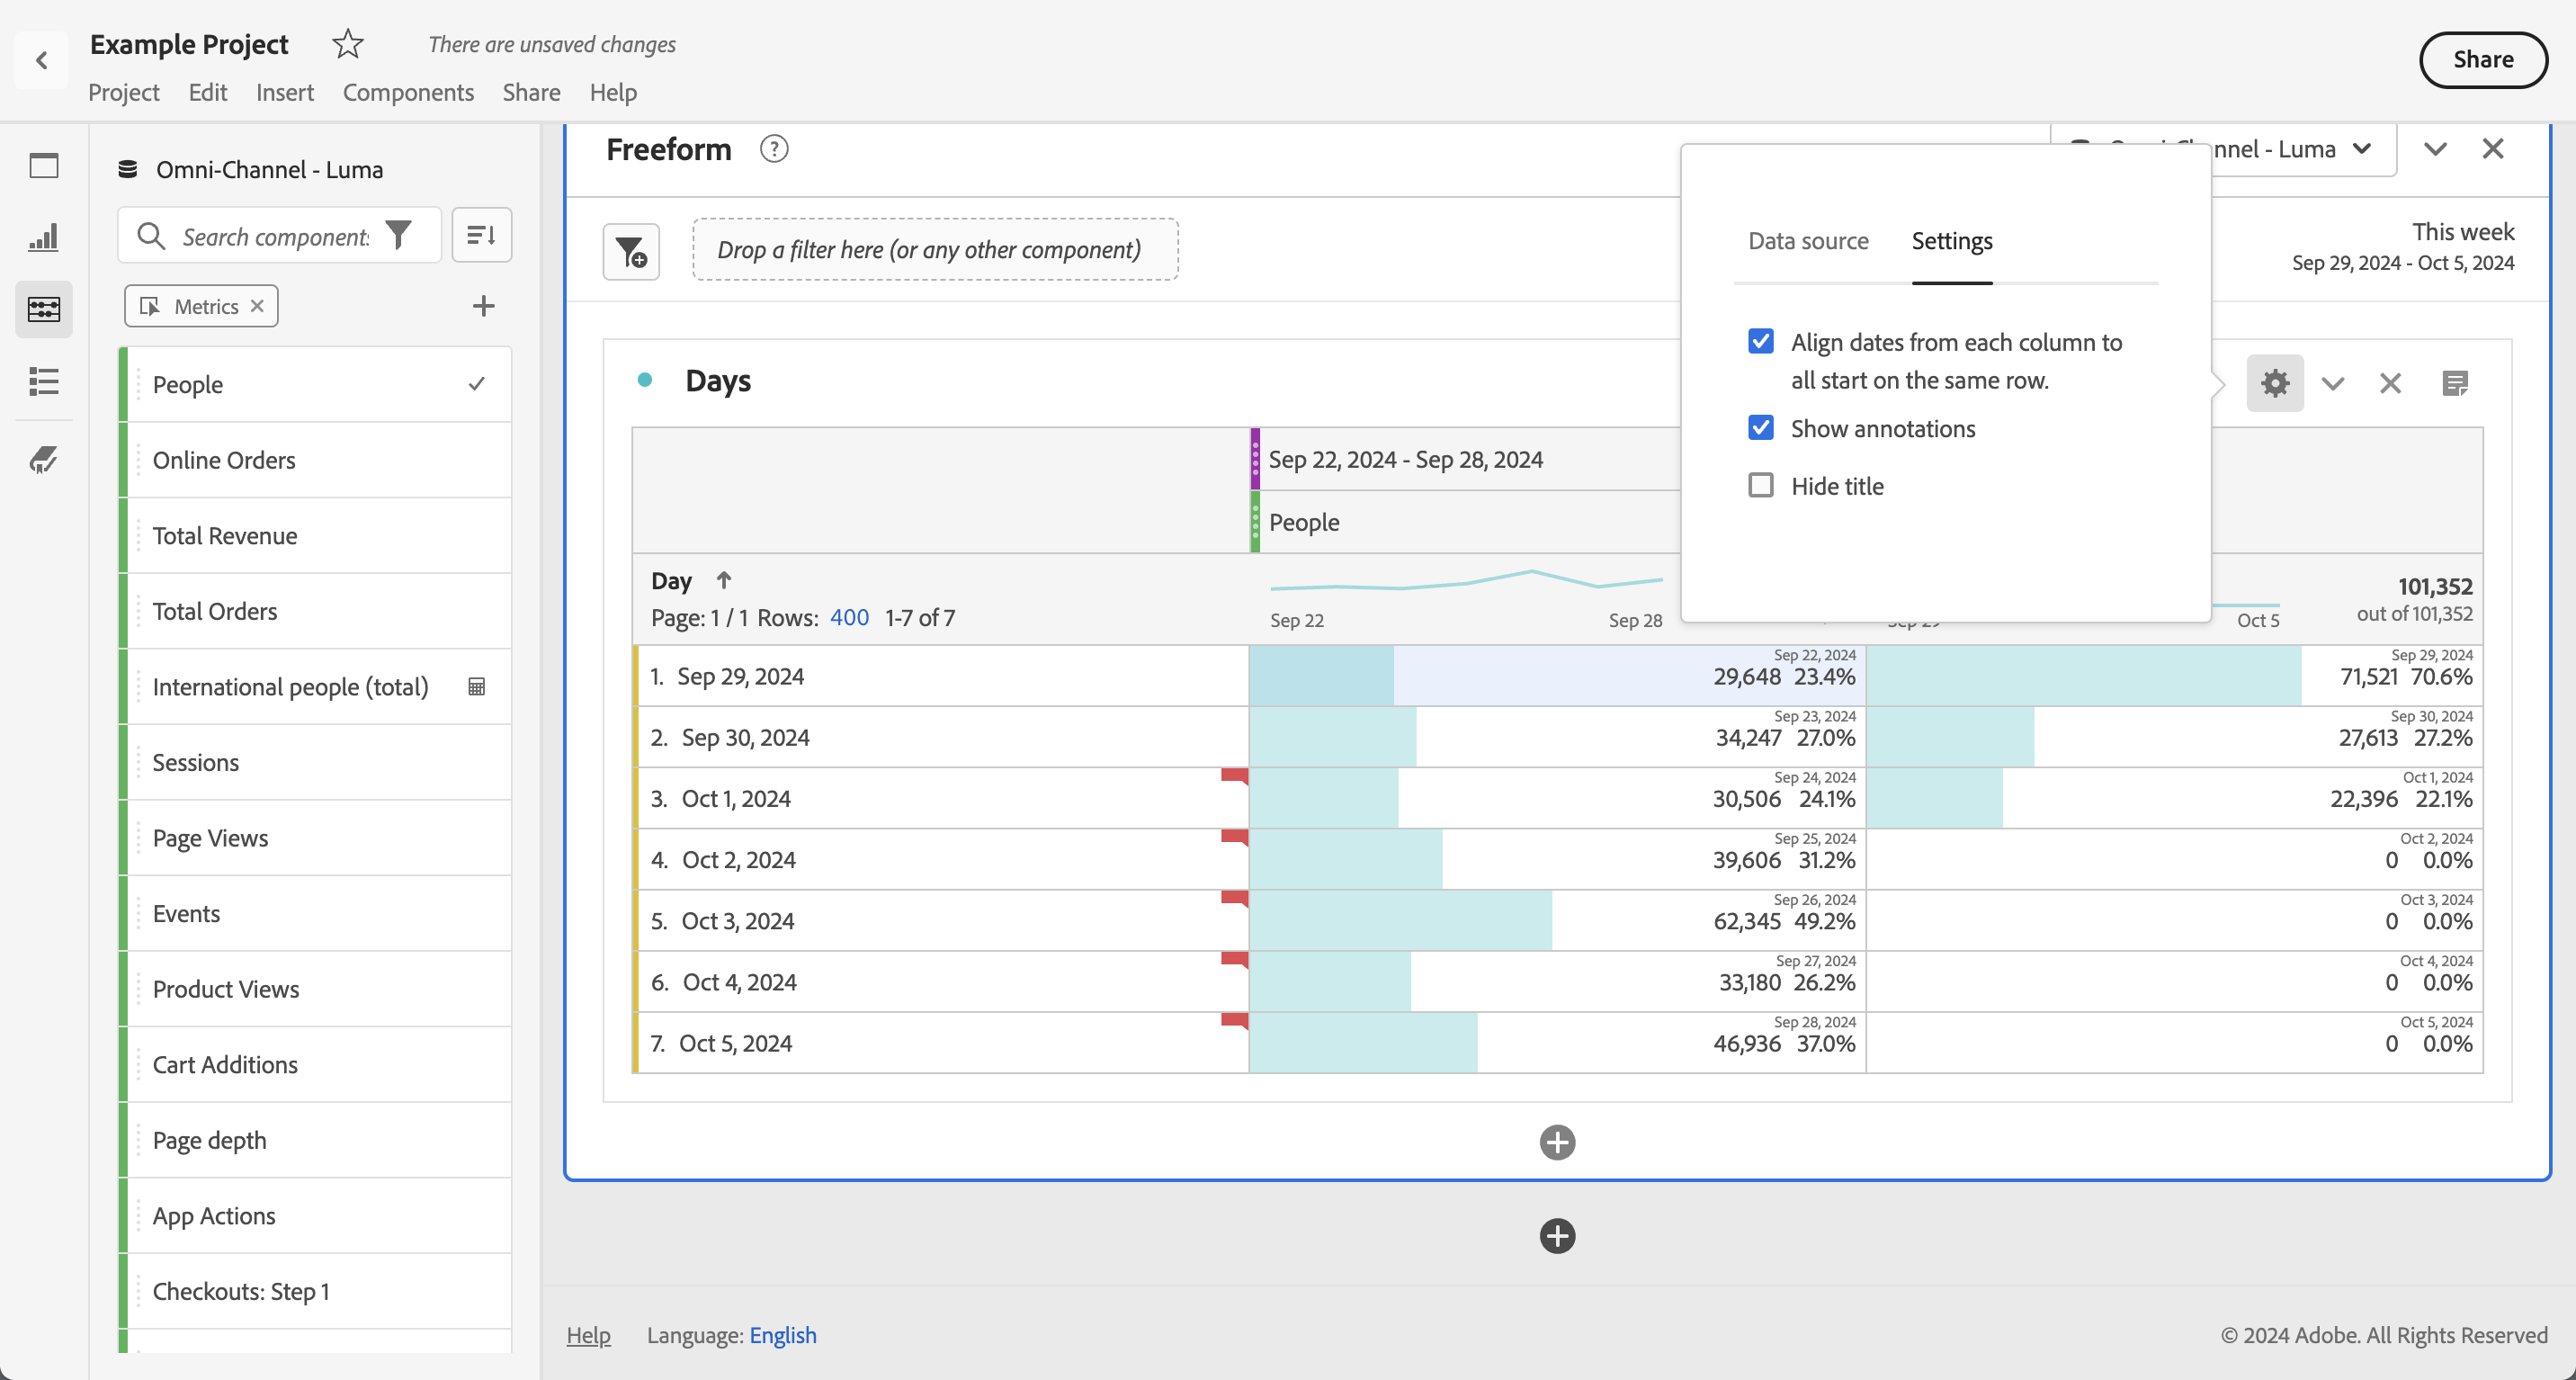 Example Project
There are unsaved changes
Share
Project Edit Insert Components Share Help
Omni-Channel - Luma
Search component
Metrics
People
Online Orders
Total Revenue
Total Orders
International people (total)
Sessions
Page Views
Events
Product Views
Cart Additions
Page depth
App Actions
Checkouts: Step 1
Freeform ?
nnel - Luma
Drop a filter here (or any other component)
This week
Sep 29, 2024 - Oct 5, 2024
Data source Settings
Align dates from each column to
all start on the same row.
Show annotations
Hide title
Days
Sep 22, 2024 - Sep 28, 2024
People
Day ↑
Page: 1 / 1 Rows: 400 1-7 of 7
Sep 22 Sep 28
Sep 29 Oct 5
101,352
out of 101,352
1. Sep 29, 2024 Sep 22, 2024 29,648 23.4% Sep 29, 2024 71,521 70.6%
2. Sep 30, 2024 Sep 23, 2024 34,247 27.0% Sep 30, 2024 27,613 27.2%
3. Oct 1, 2024 Sep 24, 2024 30,506 24.1% Oct 1, 2024 22,396 22.1%
4. Oct 2, 2024 Sep 25, 2024 39,606 31.2% Oct 2, 2024 0 0.0%
5. Oct 3, 2024 Sep 26, 2024 62,345 49.2% Oct 3, 2024 0 0.0%
6. Oct 4, 2024 Sep 27, 2024 33,180 26.2% Oct 4, 2024 0 0.0%
7. Oct 5, 2024 Sep 28, 2024 46,936 37.0% Oct 5, 2024 0 0.0%
Help Language: English
© 2024 Adobe. All Rights Reserved